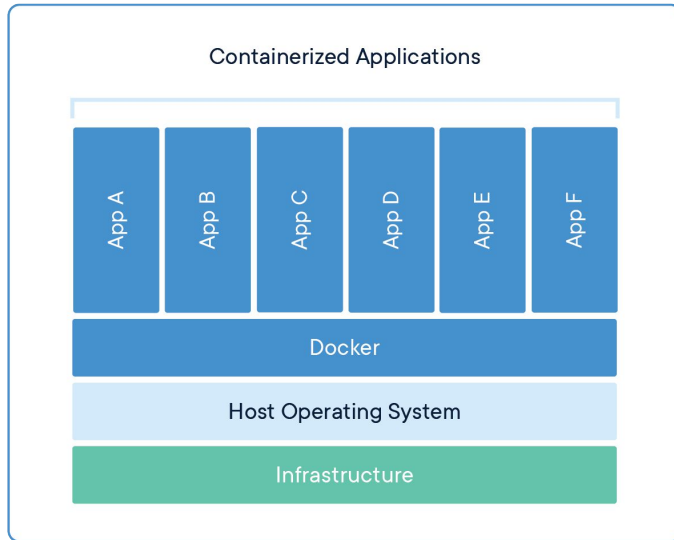 Containerized Applications
App A
App B
App C
App D
App E
App F
Docker
Host Operating System
Infrastructure